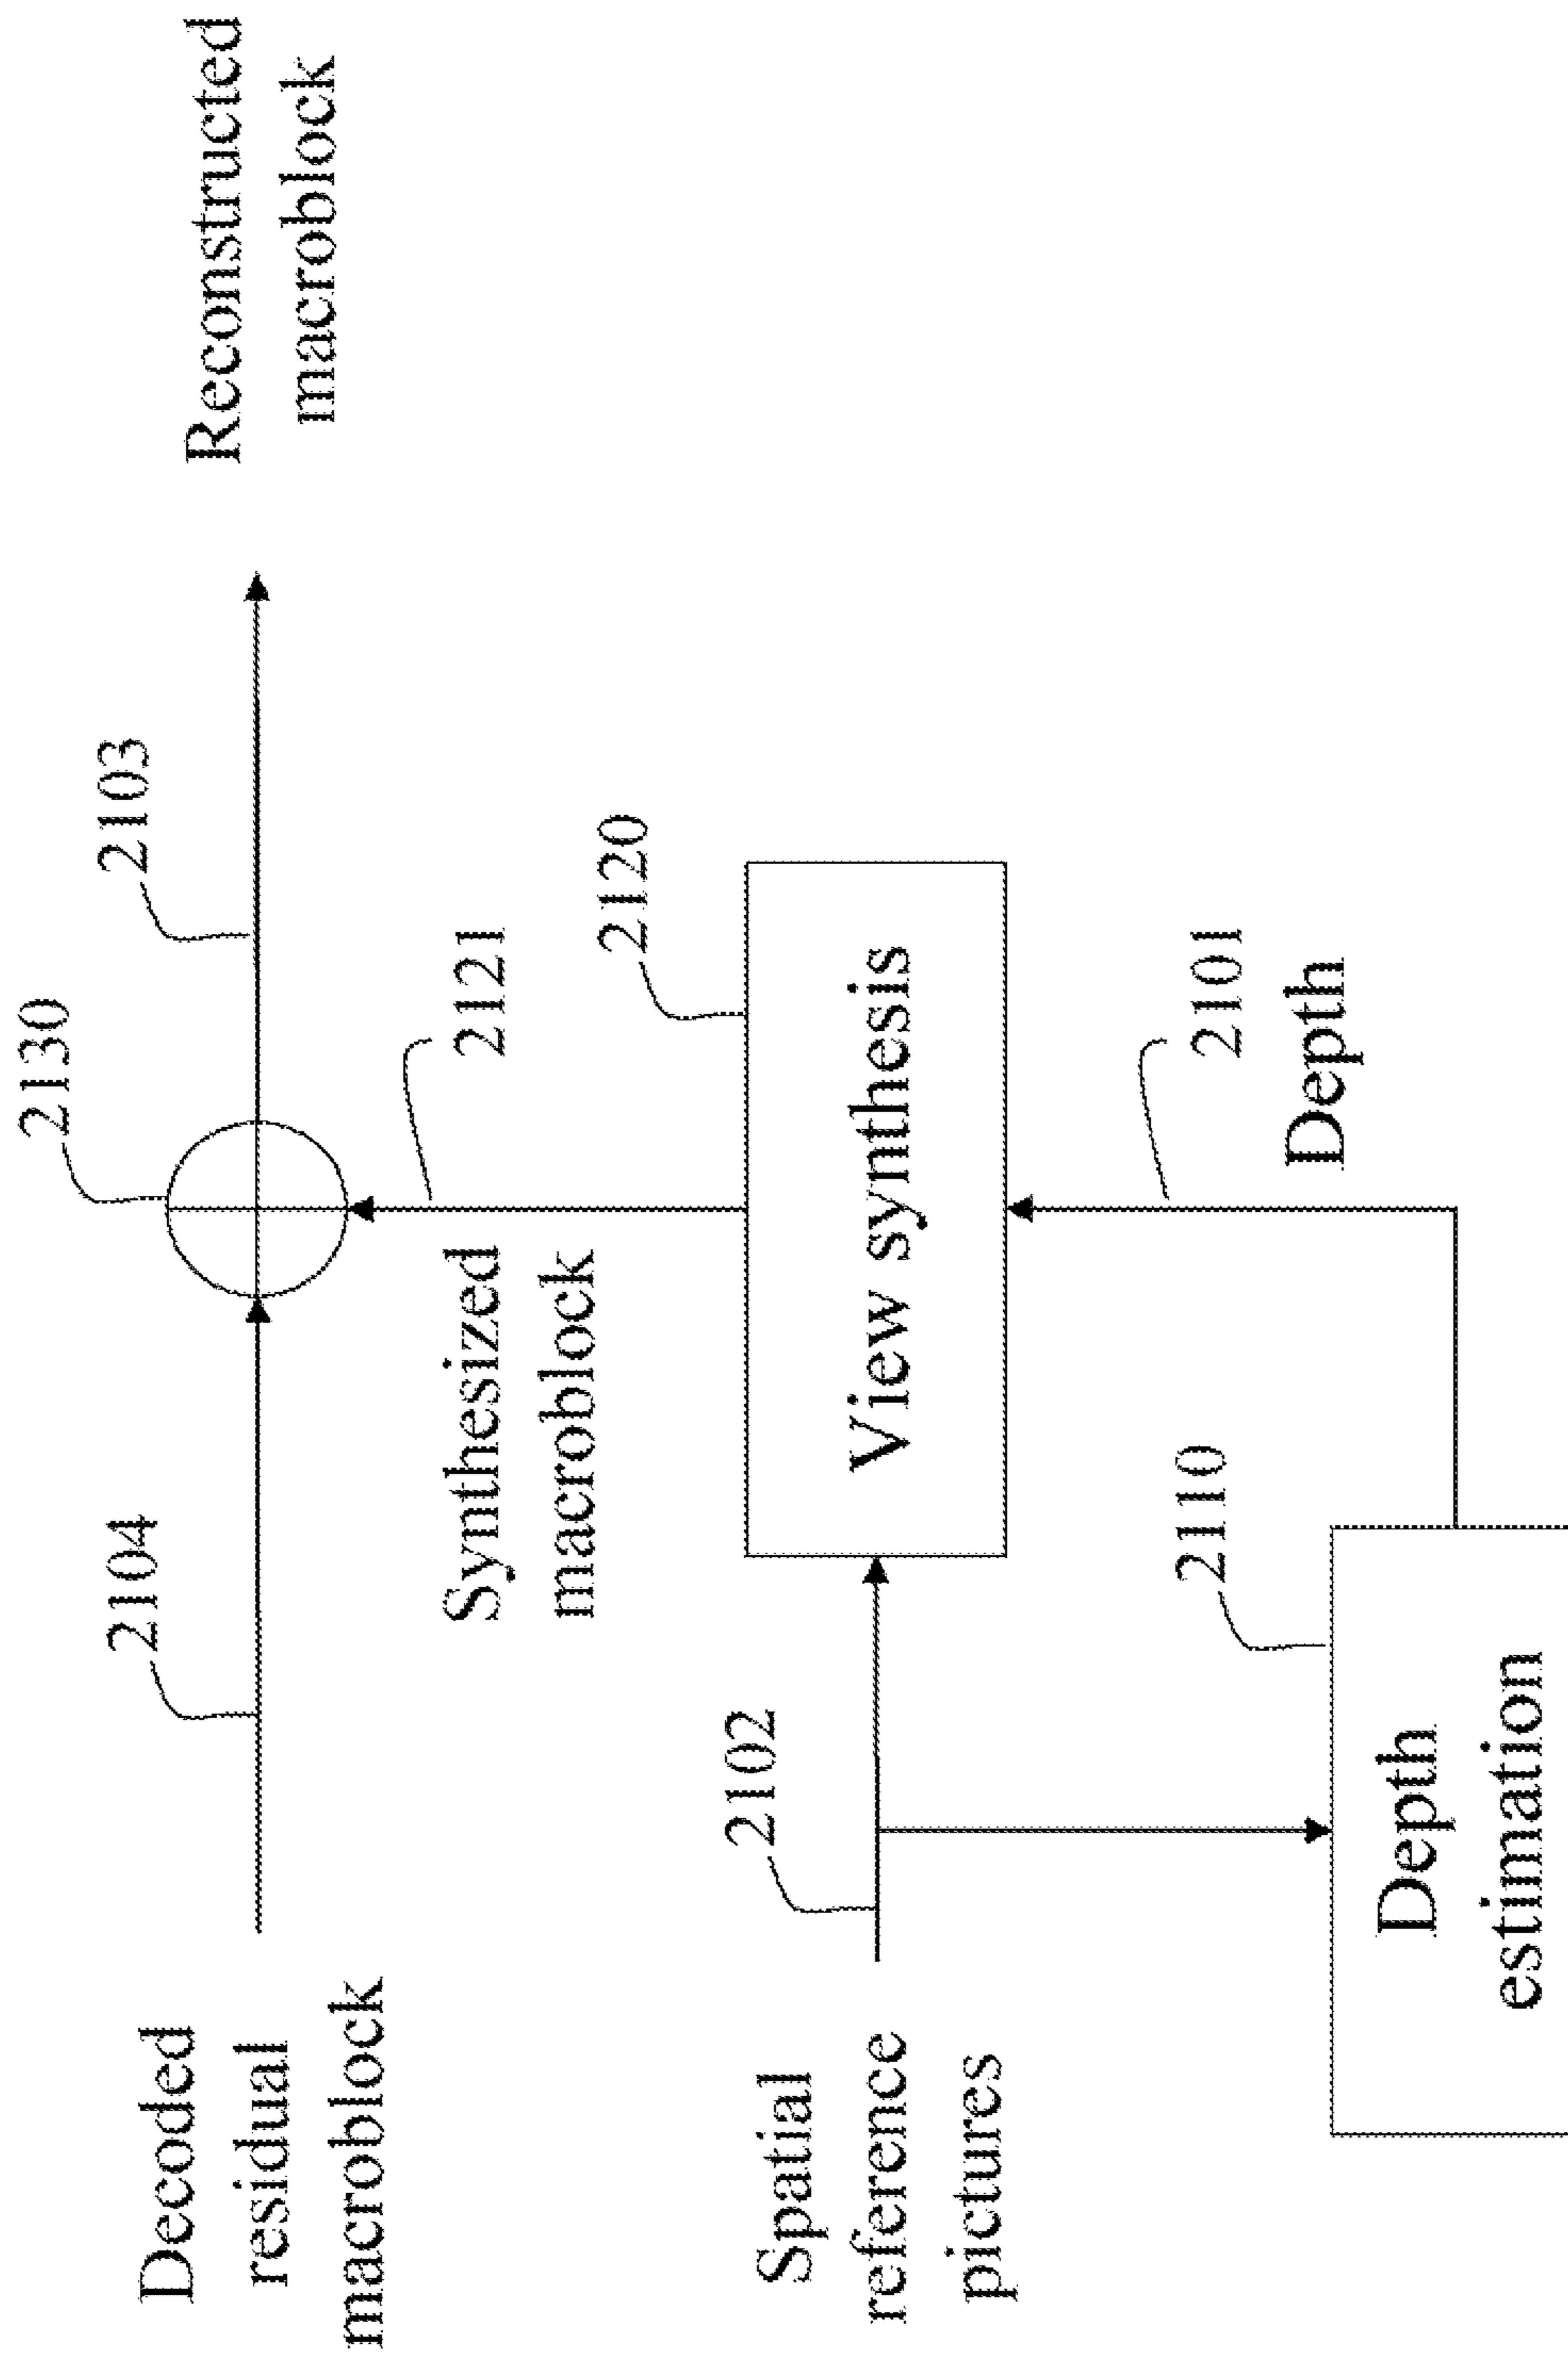 2130
2103
2104
Decoded
residual
macroblock
Reconstructed
macroblock
2121
Synthesized
macroblock
2120
2102
Spatial
reference
pictures
View synthesis
2101
Depth
2110
Depth
estimation